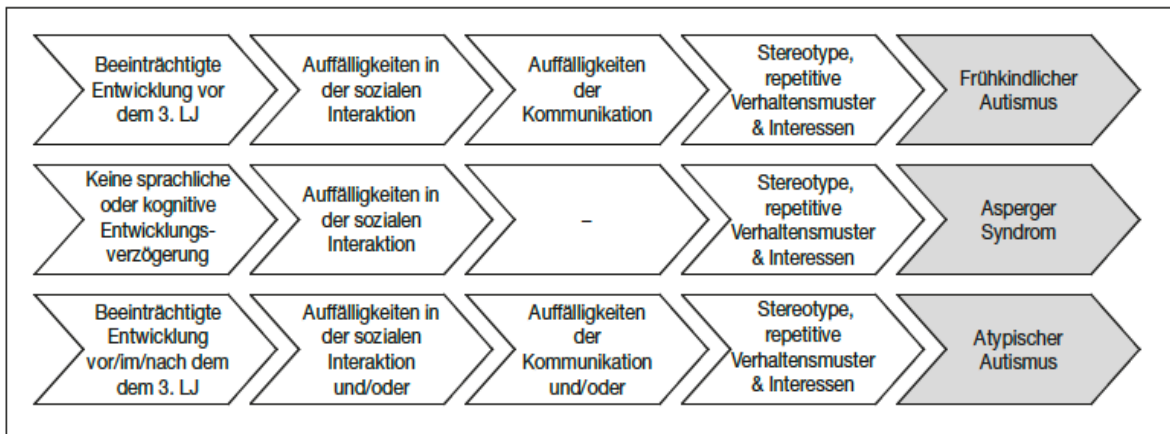 Beeinträchtigte
Entwicklung vor
dem 3. LJ
Auffälligkeiten in
der sozialen
Interaktion
Auffälligkeiten
der
Kommunikation
Stereotype,
repetitive
Verhaltensmuster
& Interessen
Frühkindlicher
Autismus
Keine sprachliche
oder kognitive
Entwicklungs-
verzögerung
Auffälligkeiten in
der sozialen
Interaktion
–
Stereotype,
repetitive
Verhaltensmuster
& Interessen
Asperger
Syndrom
Beeinträchtigte
Entwicklung
vor/im/nach dem
dem 3. LJ
Auffälligkeiten in
der sozialen
Interaktion
und/oder
Auffälligkeiten
der
Kommunikation
und/oder
Stereotype,
repetitive
Verhaltensmuster
& Interessen
Atypischer
Autismus